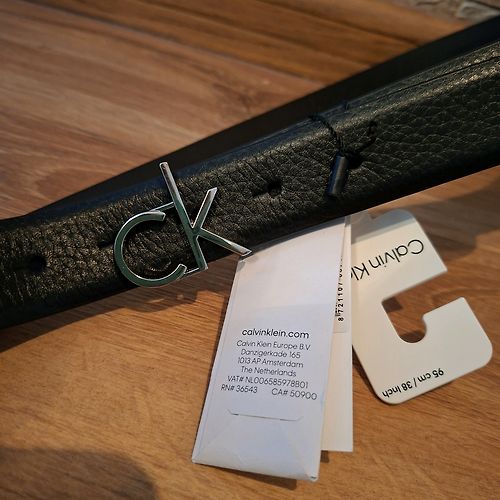 ck
calvinklein.com
Calvin Klein Europe B.V
Danzigerkade 165
1013 AP Amsterdam
The Netherlands
VAT# NL006585978B01
RN# 36543 CA# 50900
Calvin Kl
95 cm / 38 Inch